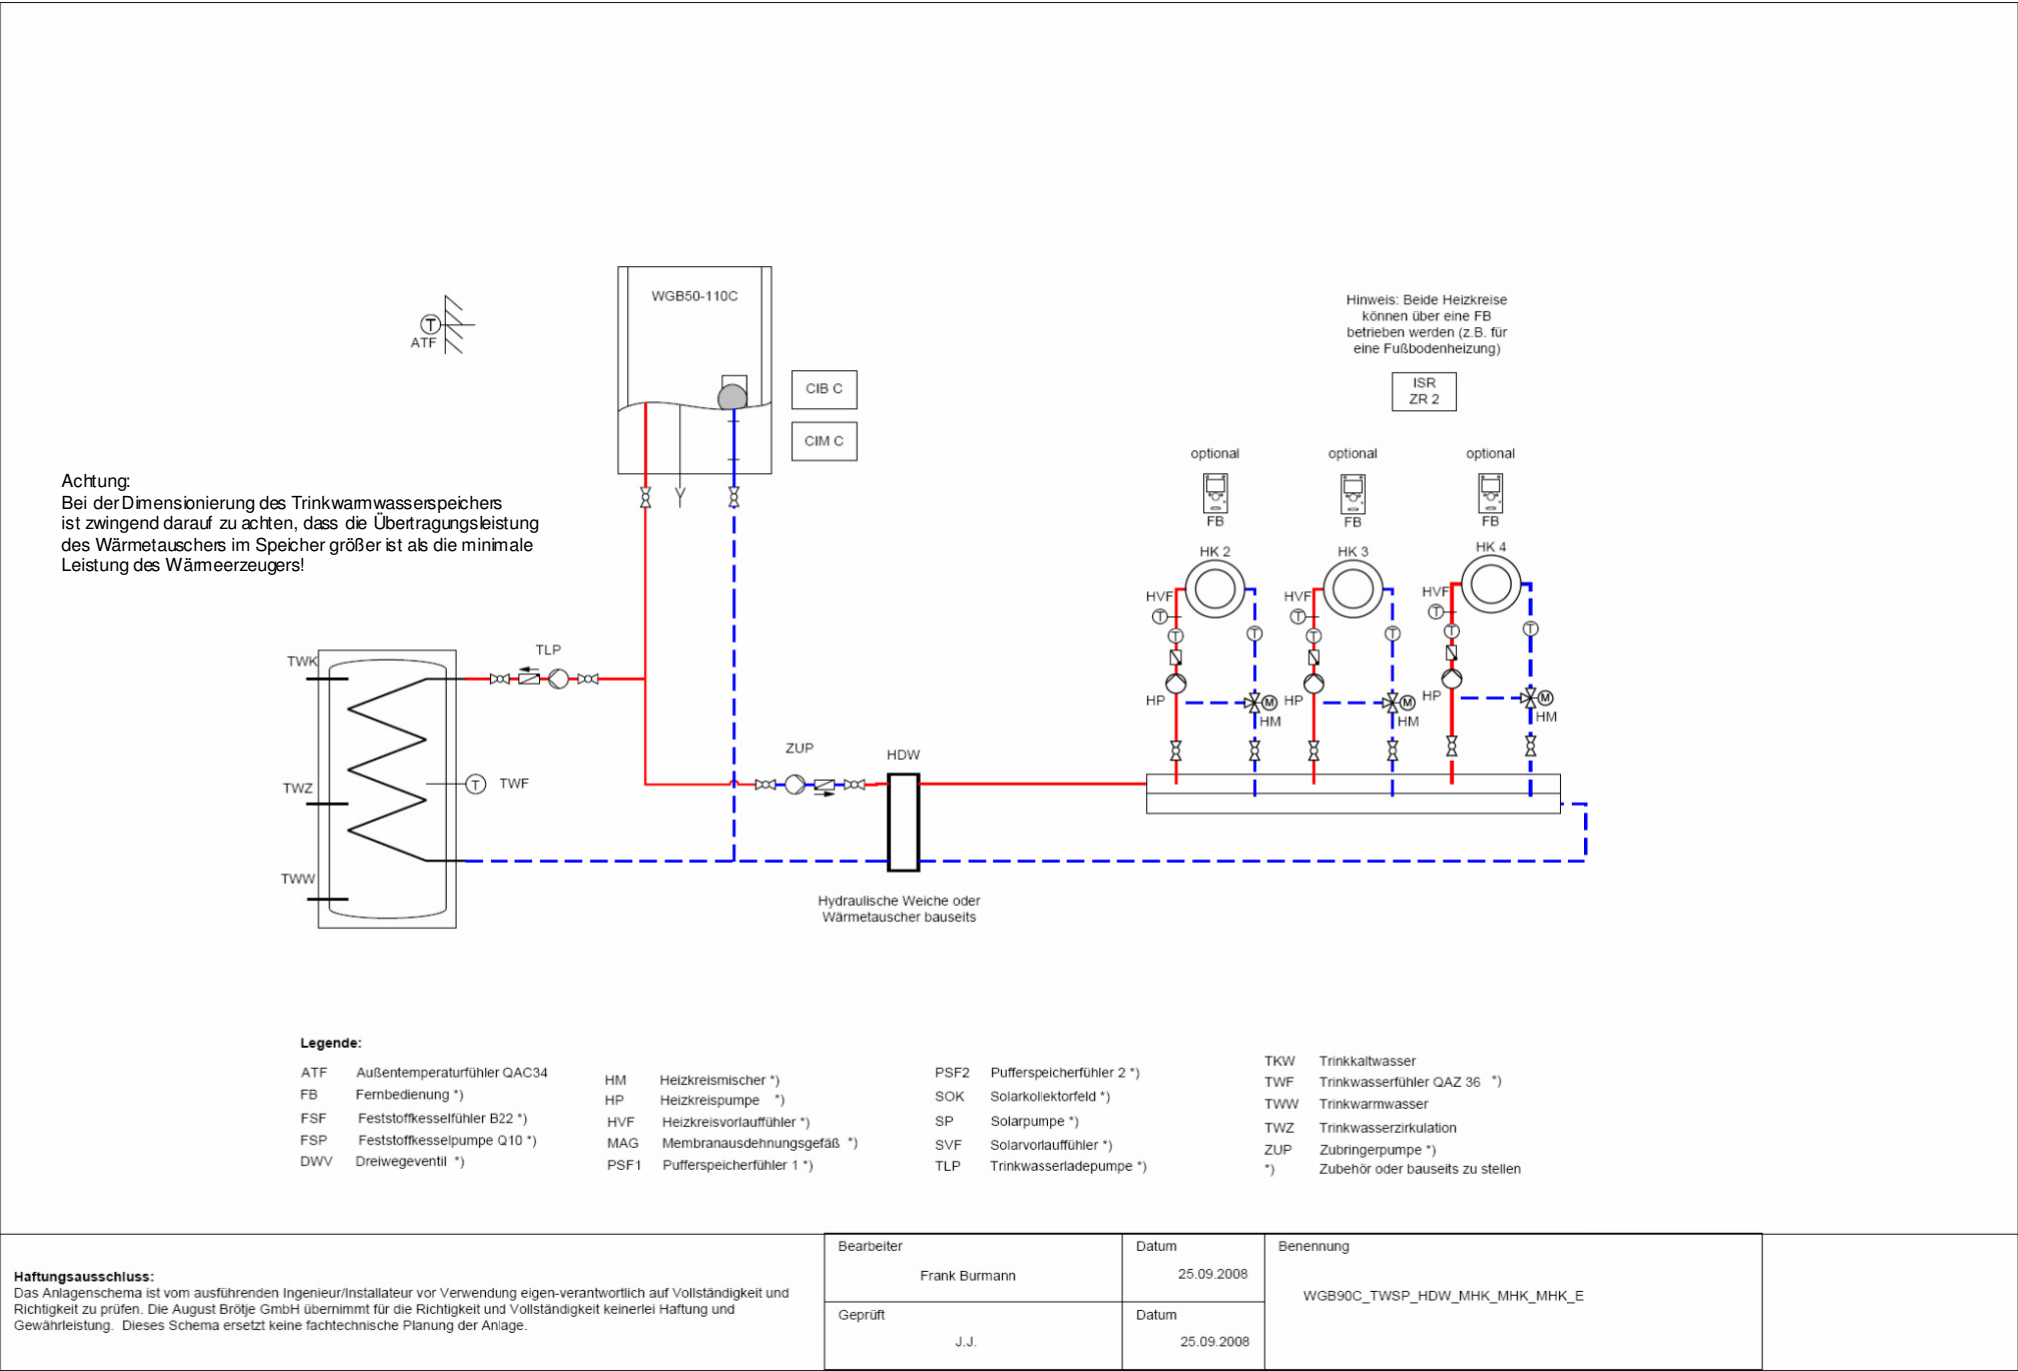 WGB50-110C
T
ATF
CIB C
CIM C
Hinweis: Beide Heizkreise
können über eine FB
betrieben werden (z.B. für
eine Fußbodenheizung)
ISR
ZR 2
optional
optional
optional
FB
FB
FB
Achtung:
Bei der Dimensionierung des Trinkwarmwasserspeichers
ist zwingend darauf zu achten, dass die Übertragungsleistung
des Wärmetauschers im Speicher größer ist als die minimale
Leistung des Wärmeerzeugers!
HK 2
HK 3
HK 4
HVF
HVF
HVF
T
T
T
T
T
T
T
T
T
HP
HP
HP
M
M
M
HM
HM
HM
TWK
TLP
TWZ
T
TWF
TWW
ZUP
HDW
Hydraulische Weiche oder
Wärmetauscher bauseits
Legende:
ATF Außentemperaturfühler QAC34
FB Fernbedienung *)
FSF Feststoffkesselfühler B22 *)
FSP Feststoffkesselpumpe Q10 *)
DWV Dreiwegeventil *)
HM Heizkreismischer *)
HP Heizkreispumpe *)
HVF Heizkreisvorlauffühler *)
MAG Membranausdehnungsgefäß *)
PSF1 Pufferspeicherfühler 1 *)
PSF2 Pufferspeicherfühler 2 *)
SOK Solarkollektorfeld *)
SP Solarpumpe *)
SVF Solarvorlauffühler *)
TLP Trinkwasserladepumpe *)
TKW Trinkkaltwasser
TWF Trinkwasserfühler QAZ 36 *)
TWW Trinkwarmwasser
TWZ Trinkwasserzirkulation
ZUP Zubringerpumpe *)
*) Zubehör oder bauseits zu stellen
Haftungsausschluss:
Das Anlagenschema ist vom ausführenden Ingenieur/Installateur vor Verwendung eigen-verantwortlich auf Vollständigkeit und
Richtigkeit zu prüfen. Die August Brötje GmbH übernimmt für die Richtigkeit und Vollständigkeit keinerlei Haftung und
Gewährleistung. Dieses Schema ersetzt keine fachtechnische Planung der Anlage.
Bearbeiter
Frank Burmann
Datum
25.09.2008
Geprüft
J.J.
Datum
25.09.2008
Benennung
WGB90C_TWSP_HDW_MHK_MHK_MHK_E